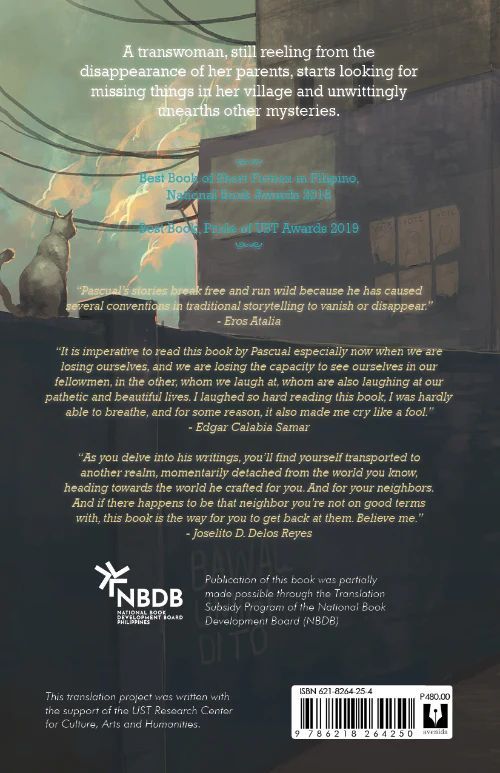 A transwoman, still reeling from the
disappearance of her parents, starts looking for
missing things in her village and unwittingly
unearths other mysteries.
Best Book of Short Fiction in Filipino,
National Book Awards 2018
Best Book, Pride of UST Awards 2019
“Pascual’s stories break free and run wild because he has caused
several conventions in traditional storytelling to vanish or disappear.”
- Eros Atalia
“It is imperative to read this book by Pascual especially now when we are
losing ourselves, and we are losing the capacity to see ourselves in our
fellowmen, in the other, whom we laugh at, whom are also laughing at our
pathetic and beautiful lives. I laughed so hard reading this book, I was hardly
able to breathe, and for some reason, it also made me cry like a fool.”
- Edgar Calabia Samar
“As you delve into his writings, you’ll find yourself transported to
another realm, momentarily detached from the world you know,
heading towards the world he crafted for you. And for your neighbors.
And if there happens to be that neighbor you’re not on good terms
with, this book is the way for you to get back at them. Believe me.”
- Joselito D. Delos Reyes
BAWAL
DITO
NBDB
NATIONAL BOOK
DEVELOPMENT BOARD
PHILIPPINES
Publication of this book was partially
made possible through the Translation
Subsidy Program of the National Book
Development Board (NBDB)
This translation project was written with
the support of the UST Research Center
for Culture, Arts and Humanities.
ISBN 621-8264-25-4
9 786218 264250
P480.00
avenida